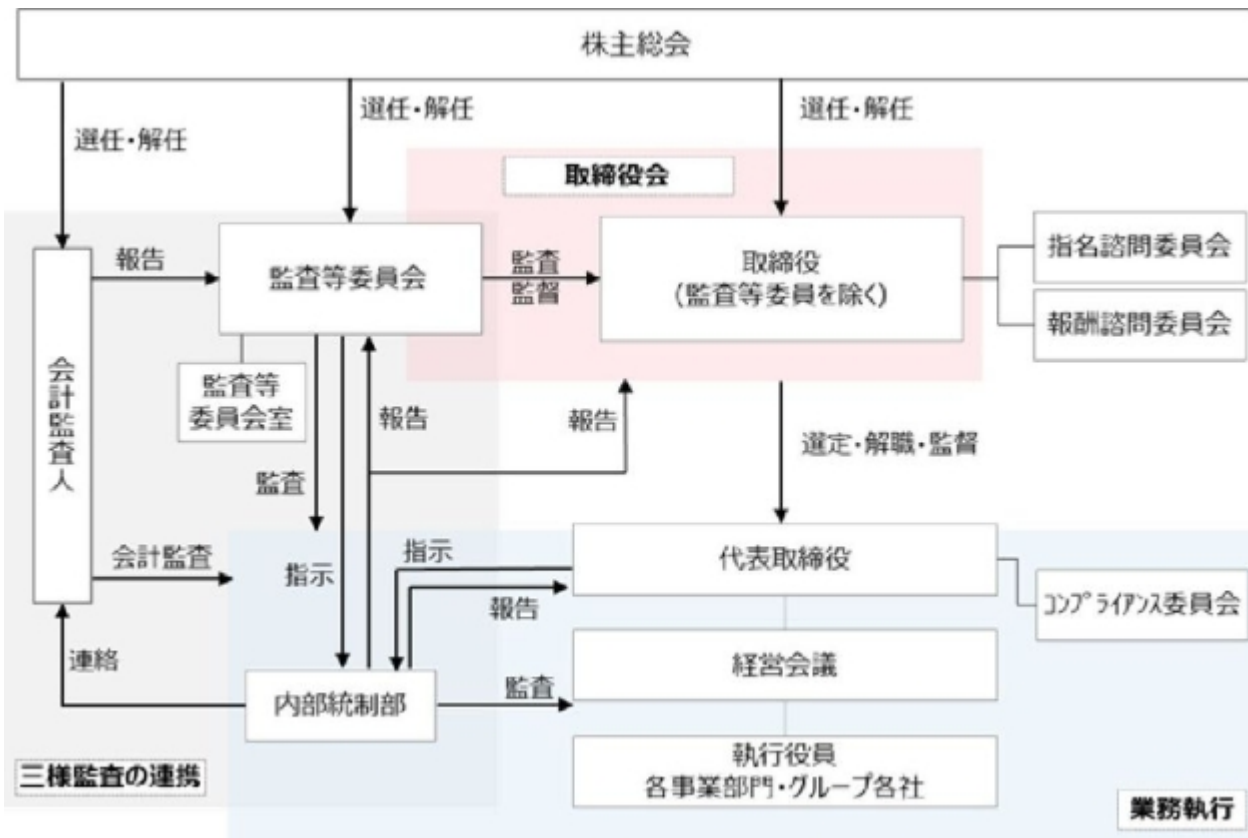 株主総会
選任・解任
選任・解任
選任・解任
取締役会
報告
監査等委員会
監査
監督
取締役
(監査等委員を除く)
指名諮問委員会
報酬諮問委員会
会計監査人
監査等
委員会室
報告
報告
選定・解職・監督
監査
会計監査
指示
指示
報告
代表取締役
コンプライアンス委員会
連絡
内部統制部
監査
経営会議
執行役員
各事業部門・グループ各社
三様監査の連携
業務執行